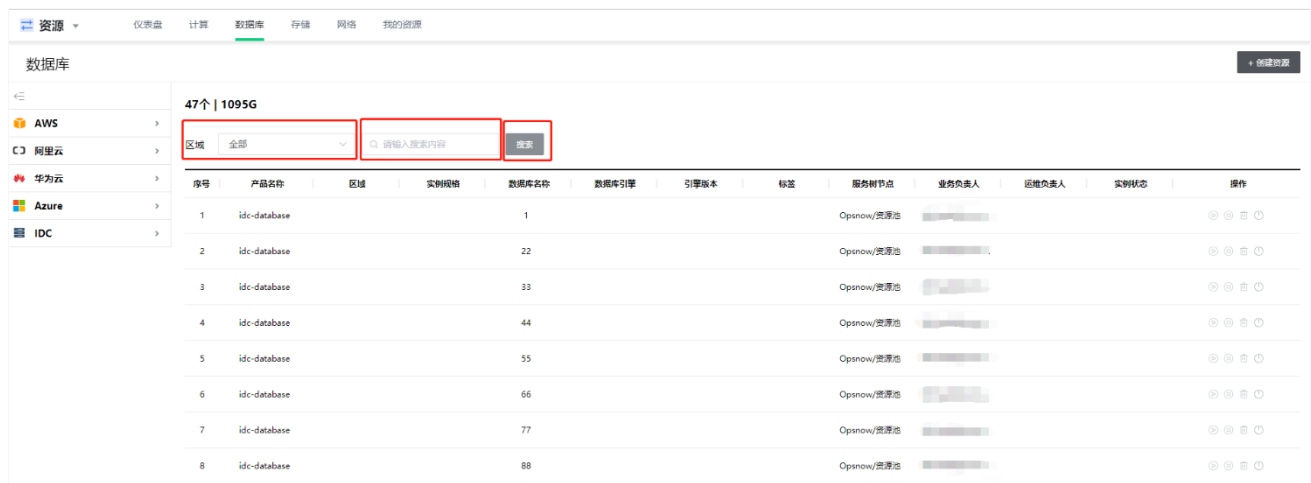 资源 仪表盘 计算 数据库 存储 网络 我的资源
数据库 + 创建资源
47个 | 1095G
AWS
阿里云
华为云
Azure
IDC
区域 全部 请输入搜索内容 搜索
序号 产品名称 区域 实例规格 数据库名称 数据库引擎 引擎版本 标签 服务树节点 业务负责人 运维负责人 实例状态 操作
1 idc-database 1 Opsnow/资源池
2 idc-database 22 Opsnow/资源池
3 idc-database 33 Opsnow/资源池
4 idc-database 44 Opsnow/资源池
5 idc-database 55 Opsnow/资源池
6 idc-database 66 Opsnow/资源池
7 idc-database 77 Opsnow/资源池
8 idc-database 88 Opsnow/资源池